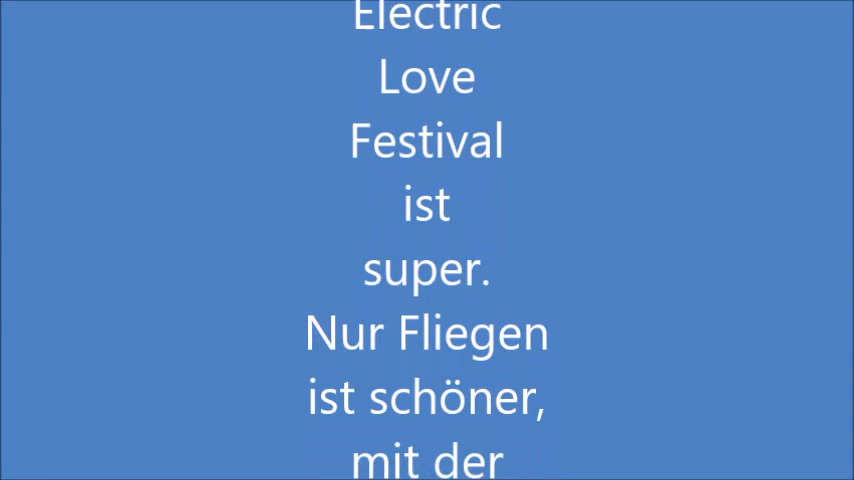 Electric
Love
Festival
ist
super.
Nur Fliegen
ist schöner,
mit der